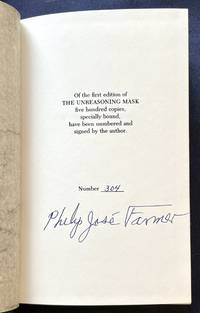 Of the first edition of
THE UNREASONING MASK
five hundred copies,
specially bound,
have been numbered and
signed by the author.
Number 304
Philip José Farmer